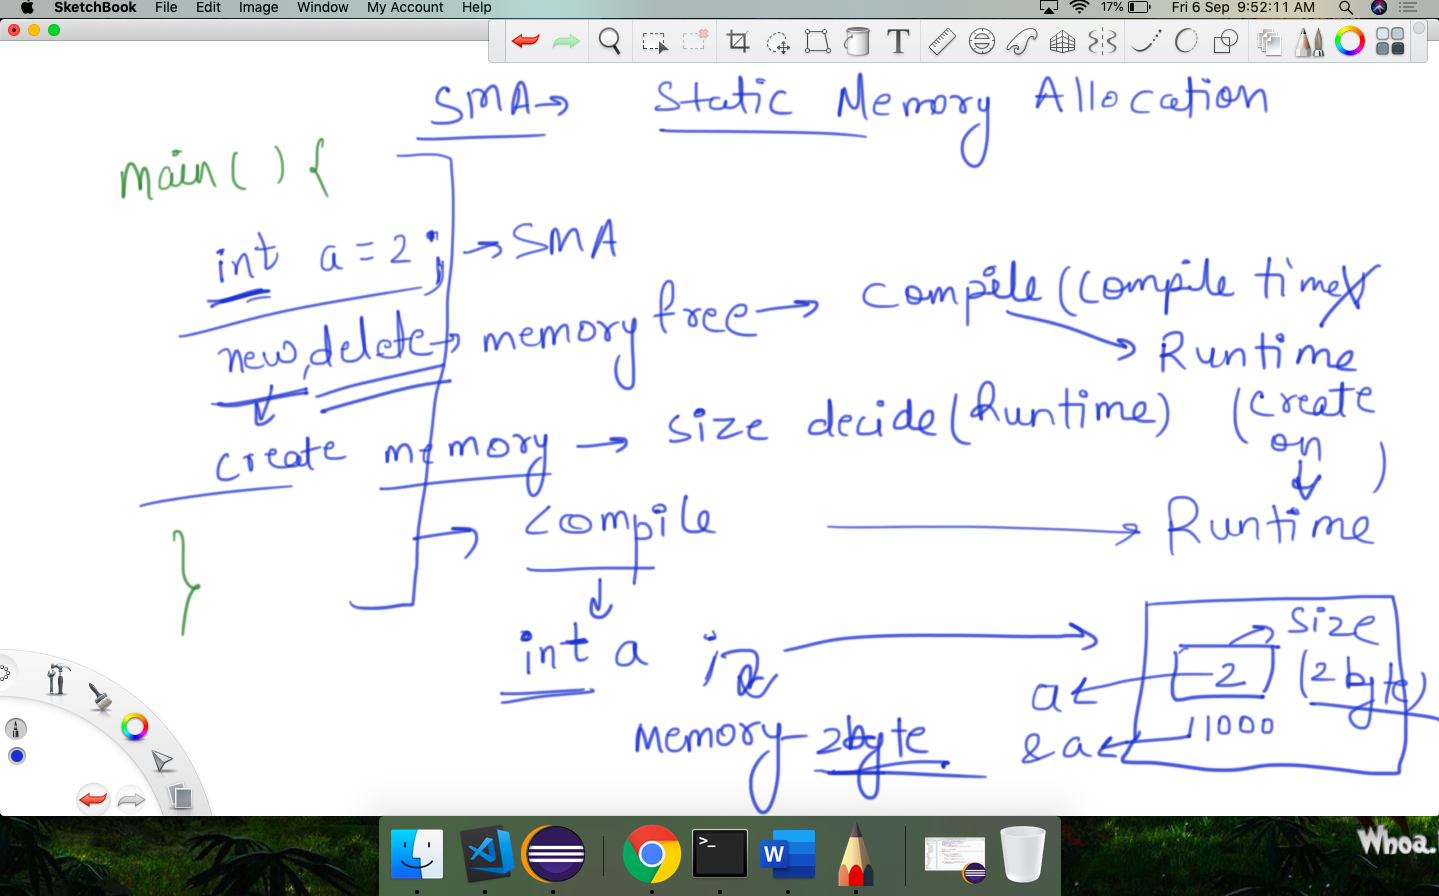 SketchBook File Edit Image Window My Account Help 17% Fri 6 Sep 9:52:11 AM
SMA→ Static Memory Allocation
main() {
int a = 2; → SMA
new, delete → memory free → compile (compile time)
Runtime
create memory → size decide (Runtime) (create on)
compile → Runtime
int a
size
a ← 2 (2 byte)
&a ← 1000
Memory - 2byte
}
W
Whoa.